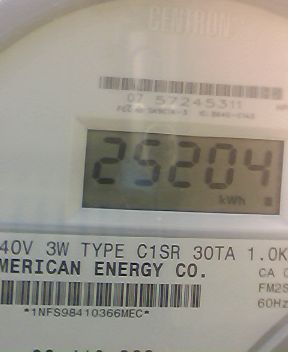 CENTRON
07 57245311
25204
kWh
40V 3W TYPE C1SR 30TA 1.0K
MERICAN ENERGY CO.
CA
FM2S
60Hz
*1NFS98410366MEC*